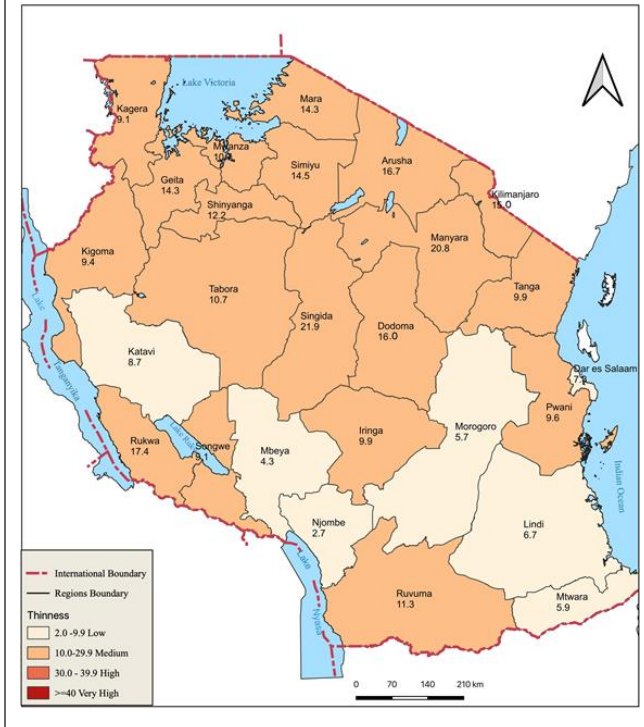 Lake Victoria
Mara
14.3
Kagera
9.1
Mwanza
Arusha
16.7
Simiyu
14.5
Geita
14.3
Kilimanjaro
15.0
Shinyanga
12.2
Manyara
20.8
Kigoma
9.4
Tanga
9.9
Tabora
10.7
Lake
Singida
21.9
Dodoma
16.0
Katavi
8.7
Dar es Salaam
Tanganyika
Pwani
9.6
Morogoro
5.7
Iringa
9.9
Rukwa
17.4
Lake
Songwe
9.1
Mbeya
4.3
Indian Ocean
Njombe
2.7
Lindi
6.7
Lake
Nyasa
Ruvuma
11.3
Mtwara
5.9
International Boundary
Regions Boundary
Thinness
2.0 -9.9 Low
10.0-29.9 Medium
30.0 - 39.9 High
>=40 Very High
0 70 140 210 km